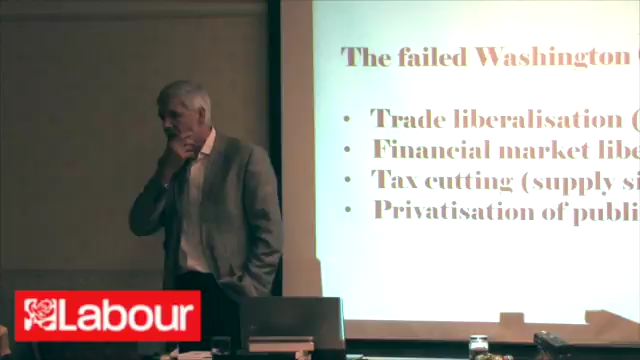 The failed Washington
Trade liberalisation (
Financial market libe
Tax cutting (supply si
Privatisation of publi
Labour